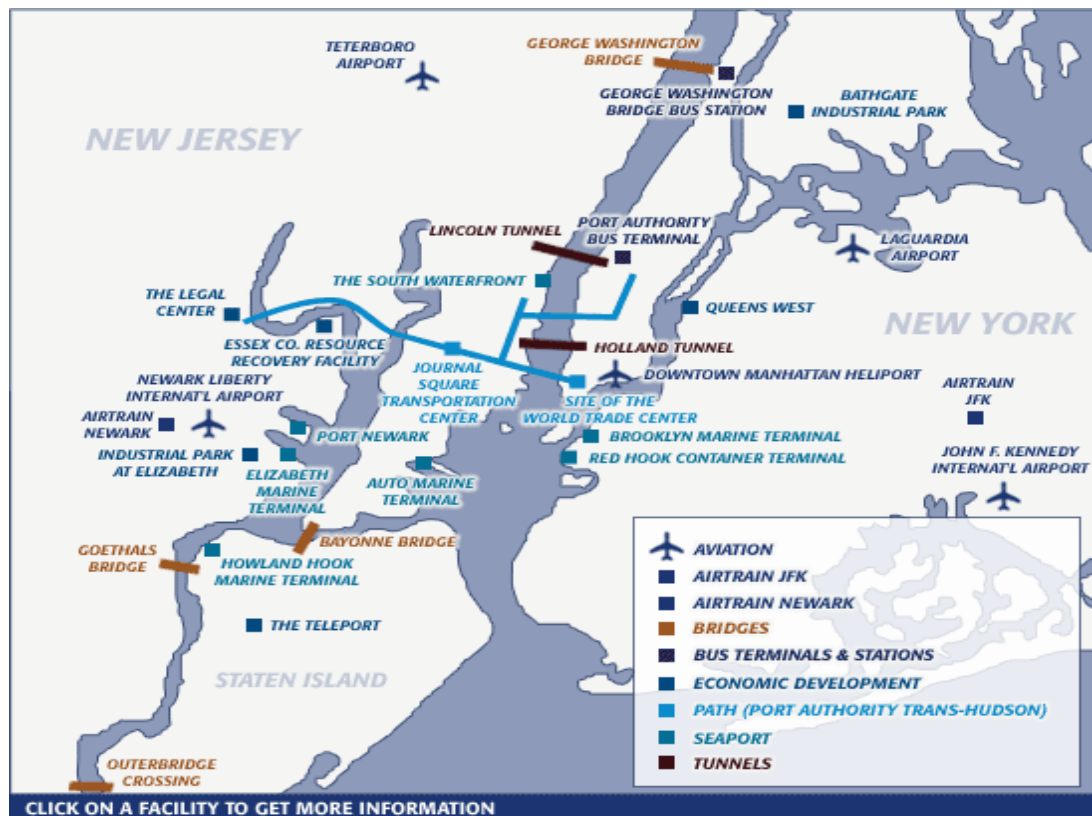 TETERBORO
AIRPORT
GEORGE WASHINGTON
BRIDGE
GEORGE WASHINGTON
BRIDGE BUS STATION
BATHGATE
INDUSTRIAL PARK
NEW JERSEY
LINCOLN TUNNEL
PORT AUTHORITY
BUS TERMINAL
LAGUARDIA
AIRPORT
THE SOUTH WATERFRONT
THE LEGAL
CENTER
QUEENS WEST
NEW YORK
ESSEX CO. RESOURCE
RECOVERY FACILITY
HOLLAND TUNNEL
JOURNAL
SQUARE
TRANSPORTATION
CENTER
DOWNTOWN MANHATTAN HELIPORT
SITE OF THE
WORLD TRADE CENTER
NEWARK LIBERTY
INTERNAT'L AIRPORT
AIRTRAIN
JFK
AIRTRAIN
NEWARK
PORT NEWARK
BROOKLYN MARINE TERMINAL
RED HOOK CONTAINER TERMINAL
JOHN F. KENNEDY
INTERNAT'L AIRPORT
INDUSTRIAL PARK
AT ELIZABETH
ELIZABETH
MARINE
TERMINAL
AUTO MARINE
TERMINAL
BAYONNE BRIDGE
GOETHALS
BRIDGE
HOWLAND HOOK
MARINE TERMINAL
THE TELEPORT
STATEN ISLAND
OUTERBRIDGE
CROSSING
AVIATION
AIRTRAIN JFK
AIRTRAIN NEWARK
BRIDGES
BUS TERMINALS & STATIONS
ECONOMIC DEVELOPMENT
PATH (PORT AUTHORITY TRANS-HUDSON)
SEAPORT
TUNNELS
CLICK ON A FACILITY TO GET MORE INFORMATION